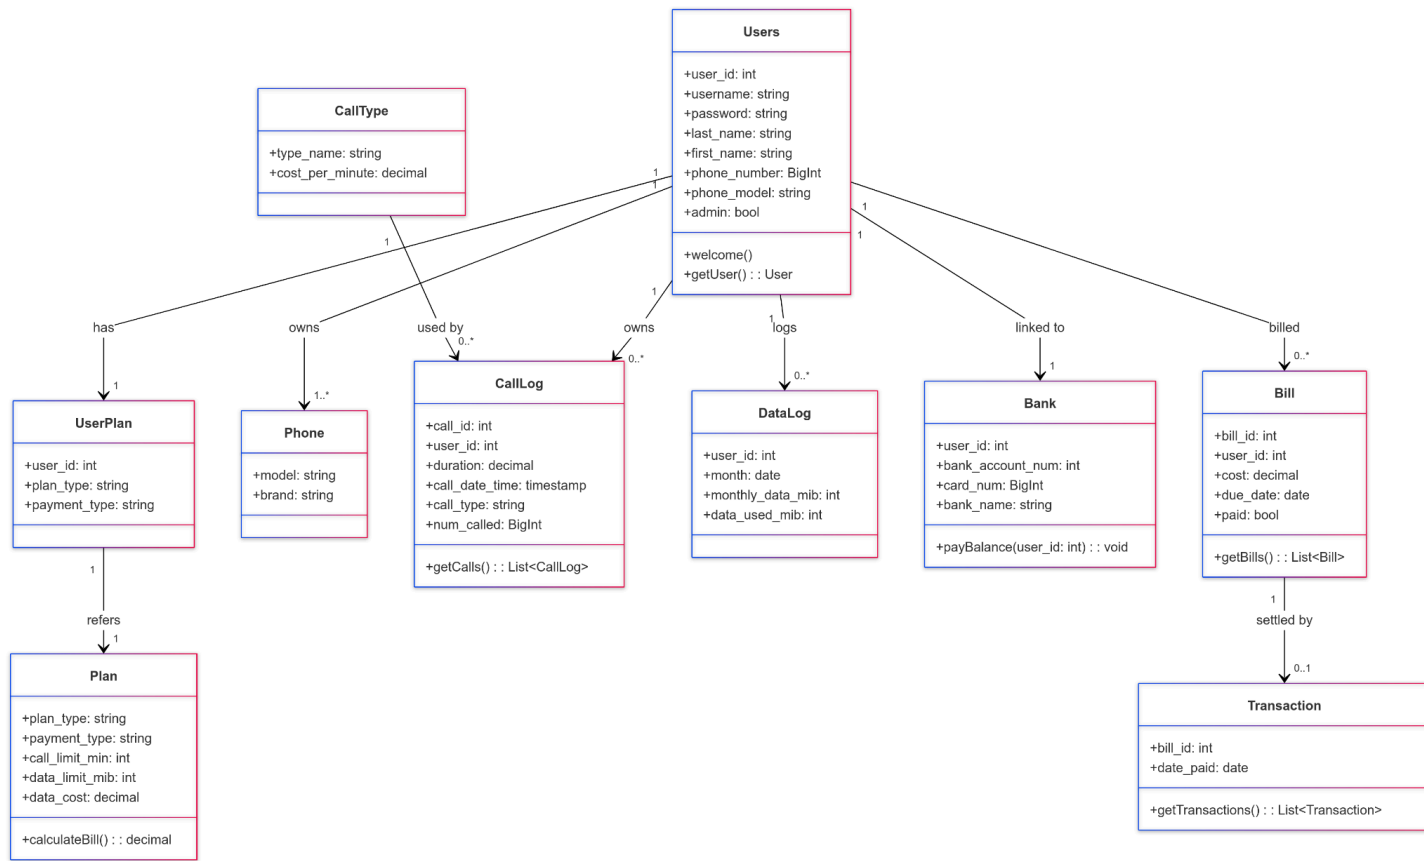 Users
+user_id: int
+username: string
+password: string
+last_name: string
+first_name: string
+phone_number: BigInt
+phone_model: string
+admin: bool
+welcome()
+getUser() : : User
CallType
+type_name: string
+cost_per_minute: decimal
1
1
1
1
1
1
1
has
owns
used by
owns
logs
linked to
billed
1
1..*
0..*
0..*
0..*
1
0..*
UserPlan
+user_id: int
+plan_type: string
+payment_type: string
Phone
+model: string
+brand: string
CallLog
+call_id: int
+user_id: int
+duration: decimal
+call_date_time: timestamp
+call_type: string
+num_called: BigInt
+getCalls() : : List<CallLog>
DataLog
+user_id: int
+month: date
+monthly_data_mib: int
+data_used_mib: int
Bank
+user_id: int
+bank_account_num: int
+card_num: BigInt
+bank_name: string
+payBalance(user_id: int) : : void
Bill
+bill_id: int
+user_id: int
+cost: decimal
+due_date: date
+paid: bool
+getBills() : : List<Bill>
1
refers
1
1
settled by
0..1
Plan
+plan_type: string
+payment_type: string
+call_limit_min: int
+data_limit_mib: int
+data_cost: decimal
+calculateBill() : : decimal
Transaction
+bill_id: int
+date_paid: date
+getTransactions() : : List<Transaction>